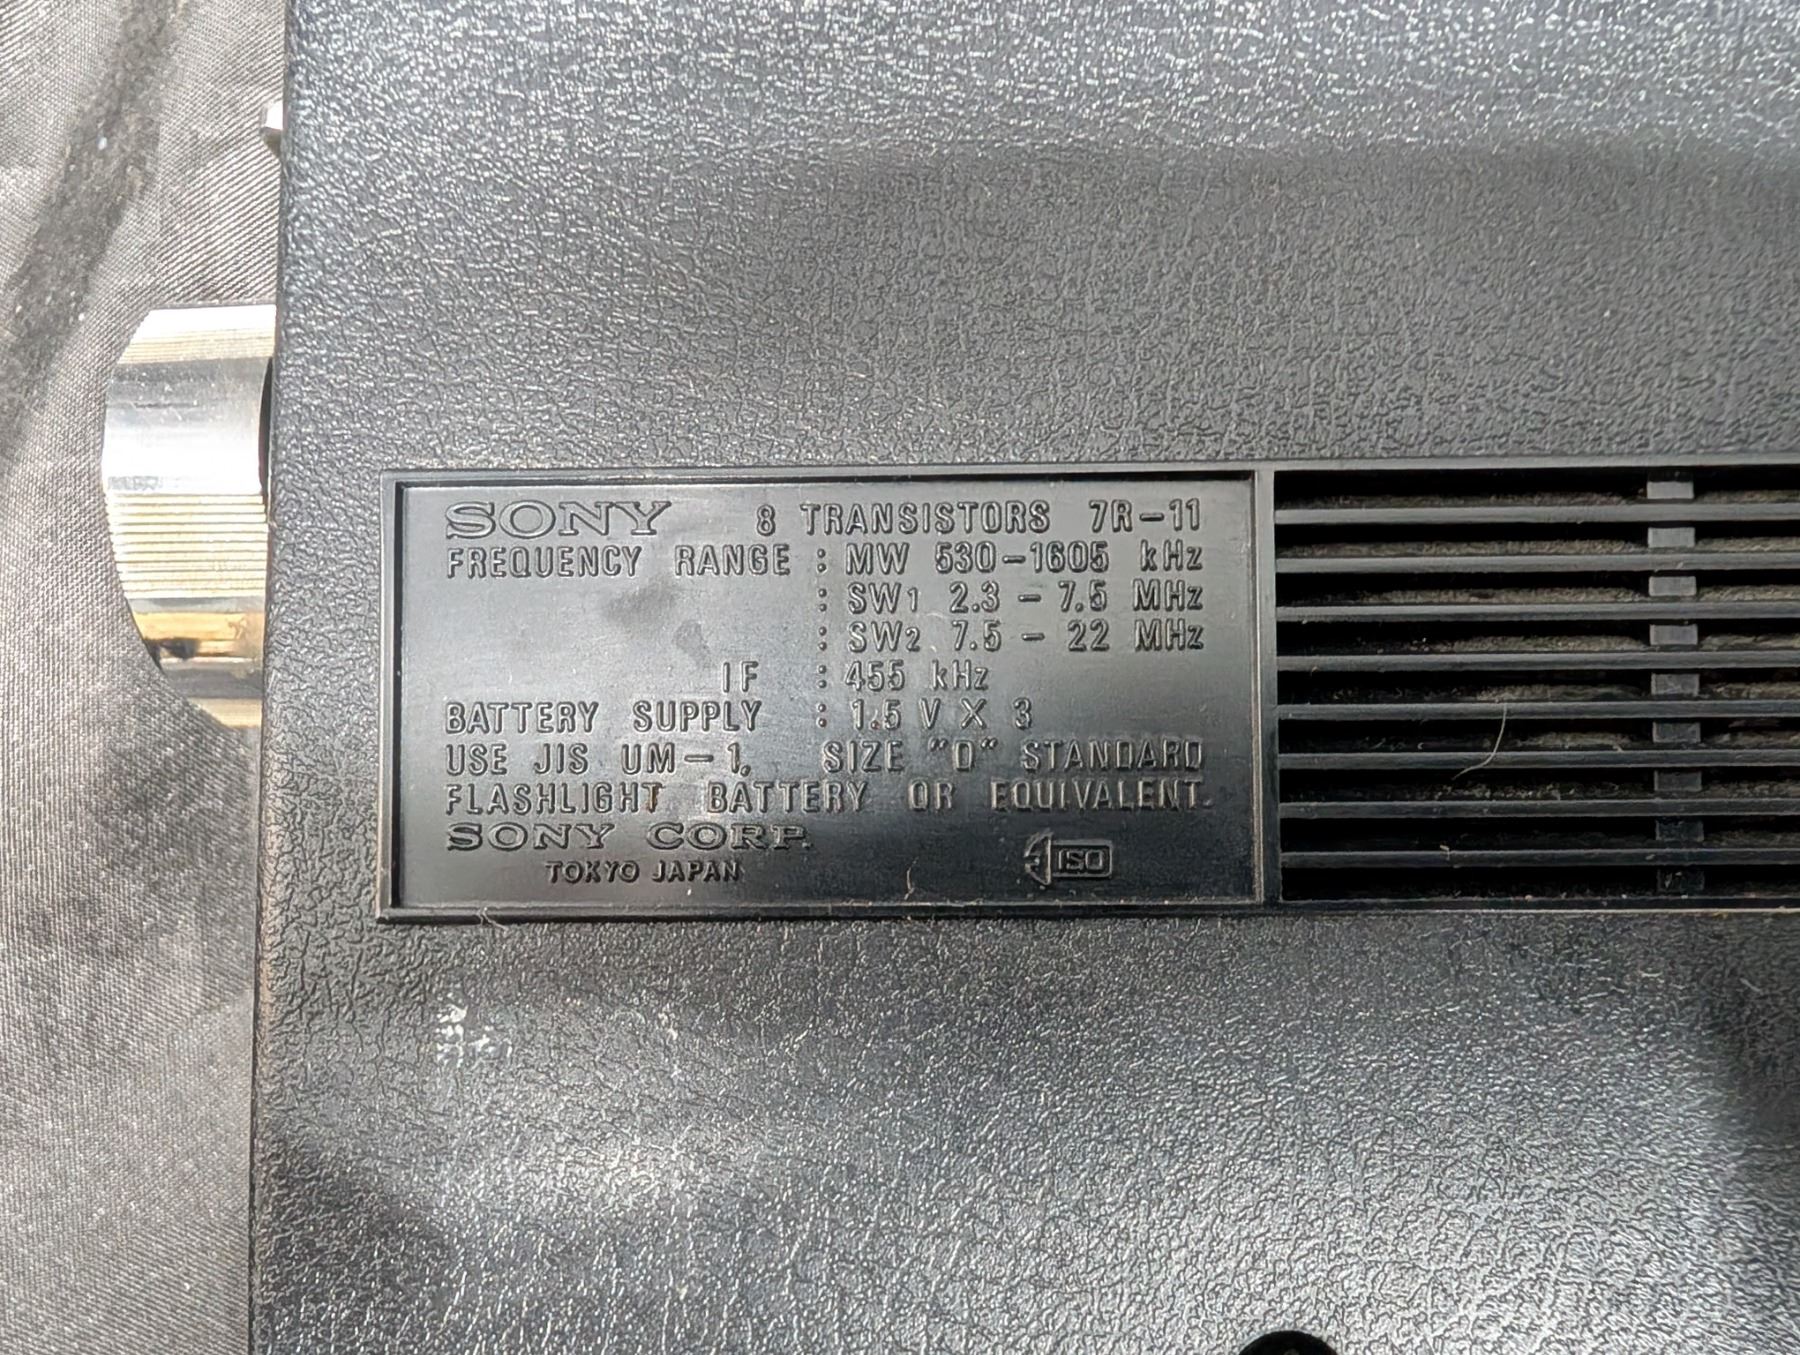 SONY 8 TRANSISTORS 7R-11
FREQUENCY RANGE : MW 530-1605 kHz
: SW1 2.3 - 7.5 MHz
: SW2 7.5 - 22 MHz
IF : 455 kHz
BATTERY SUPPLY : 1.5 V X 3
USE JIS UM-1, SIZE "D" STANDARD
FLASHLIGHT BATTERY OR EQUIVALENT.
SONY CORP.
TOKYO JAPAN
ISO